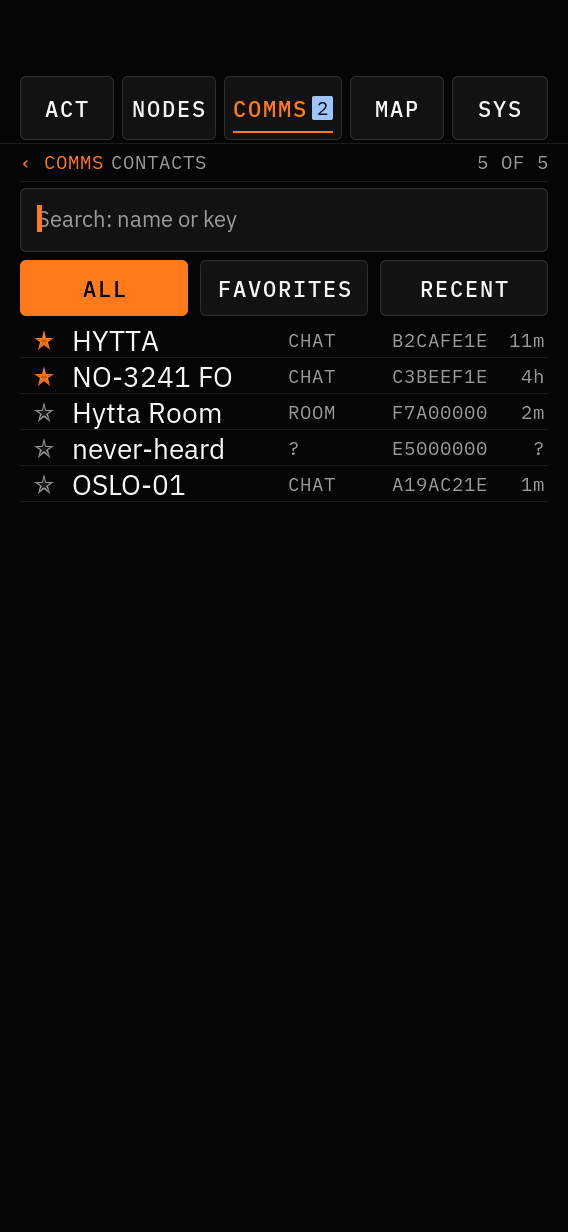 ACT NODES COMMS 2 MAP SYS
‹ COMMS CONTACTS 5 OF 5
Search: name or key
ALL FAVORITES RECENT
★ HYTTA CHAT B2CAFE1E 11m
★ NO-3241 FO CHAT C3BEEF1E 4h
☆ Hytta Room ROOM F7A00000 2m
☆ never-heard ? E5000000 ?
☆ OSLO-01 CHAT A19AC21E 1m